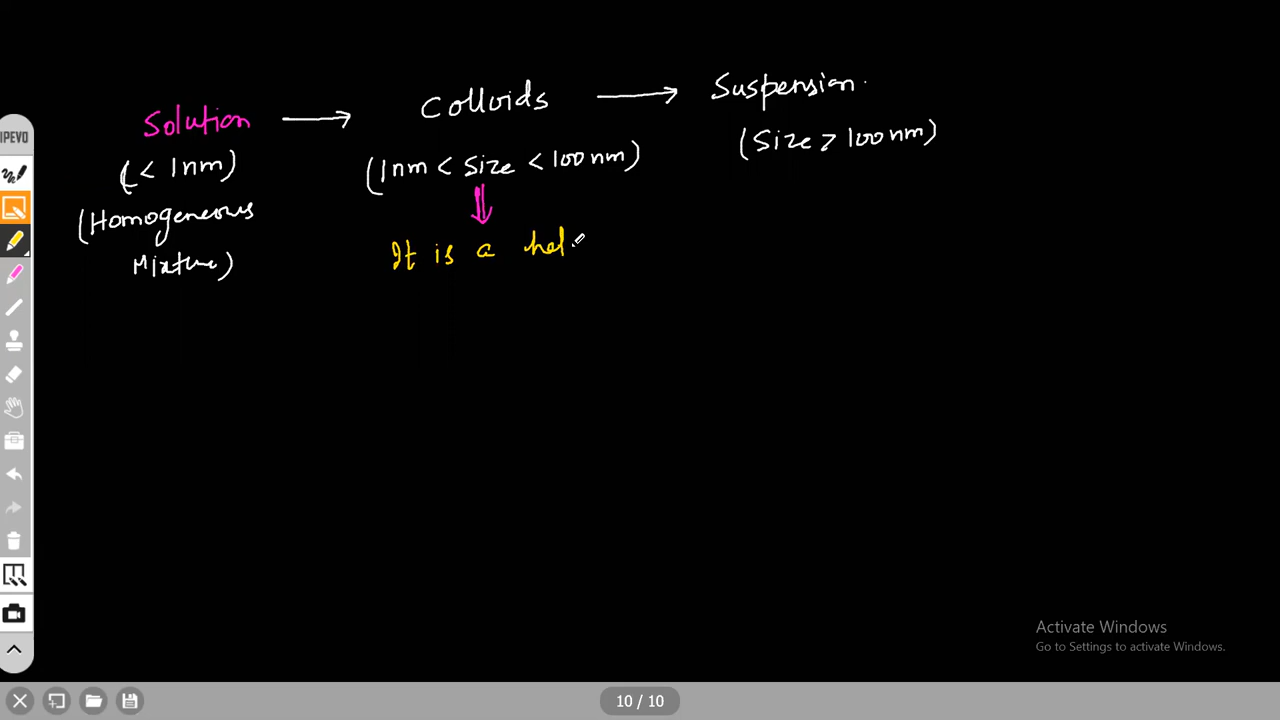 Solution → Colloids → Suspension.
(< 1nm)
(1nm < Size < 100nm)
(Size > 100nm)
(Homogeneous
Mixture)
It is a het
IPEVO
Activate Windows
Go to Settings to activate Windows.
10 / 10